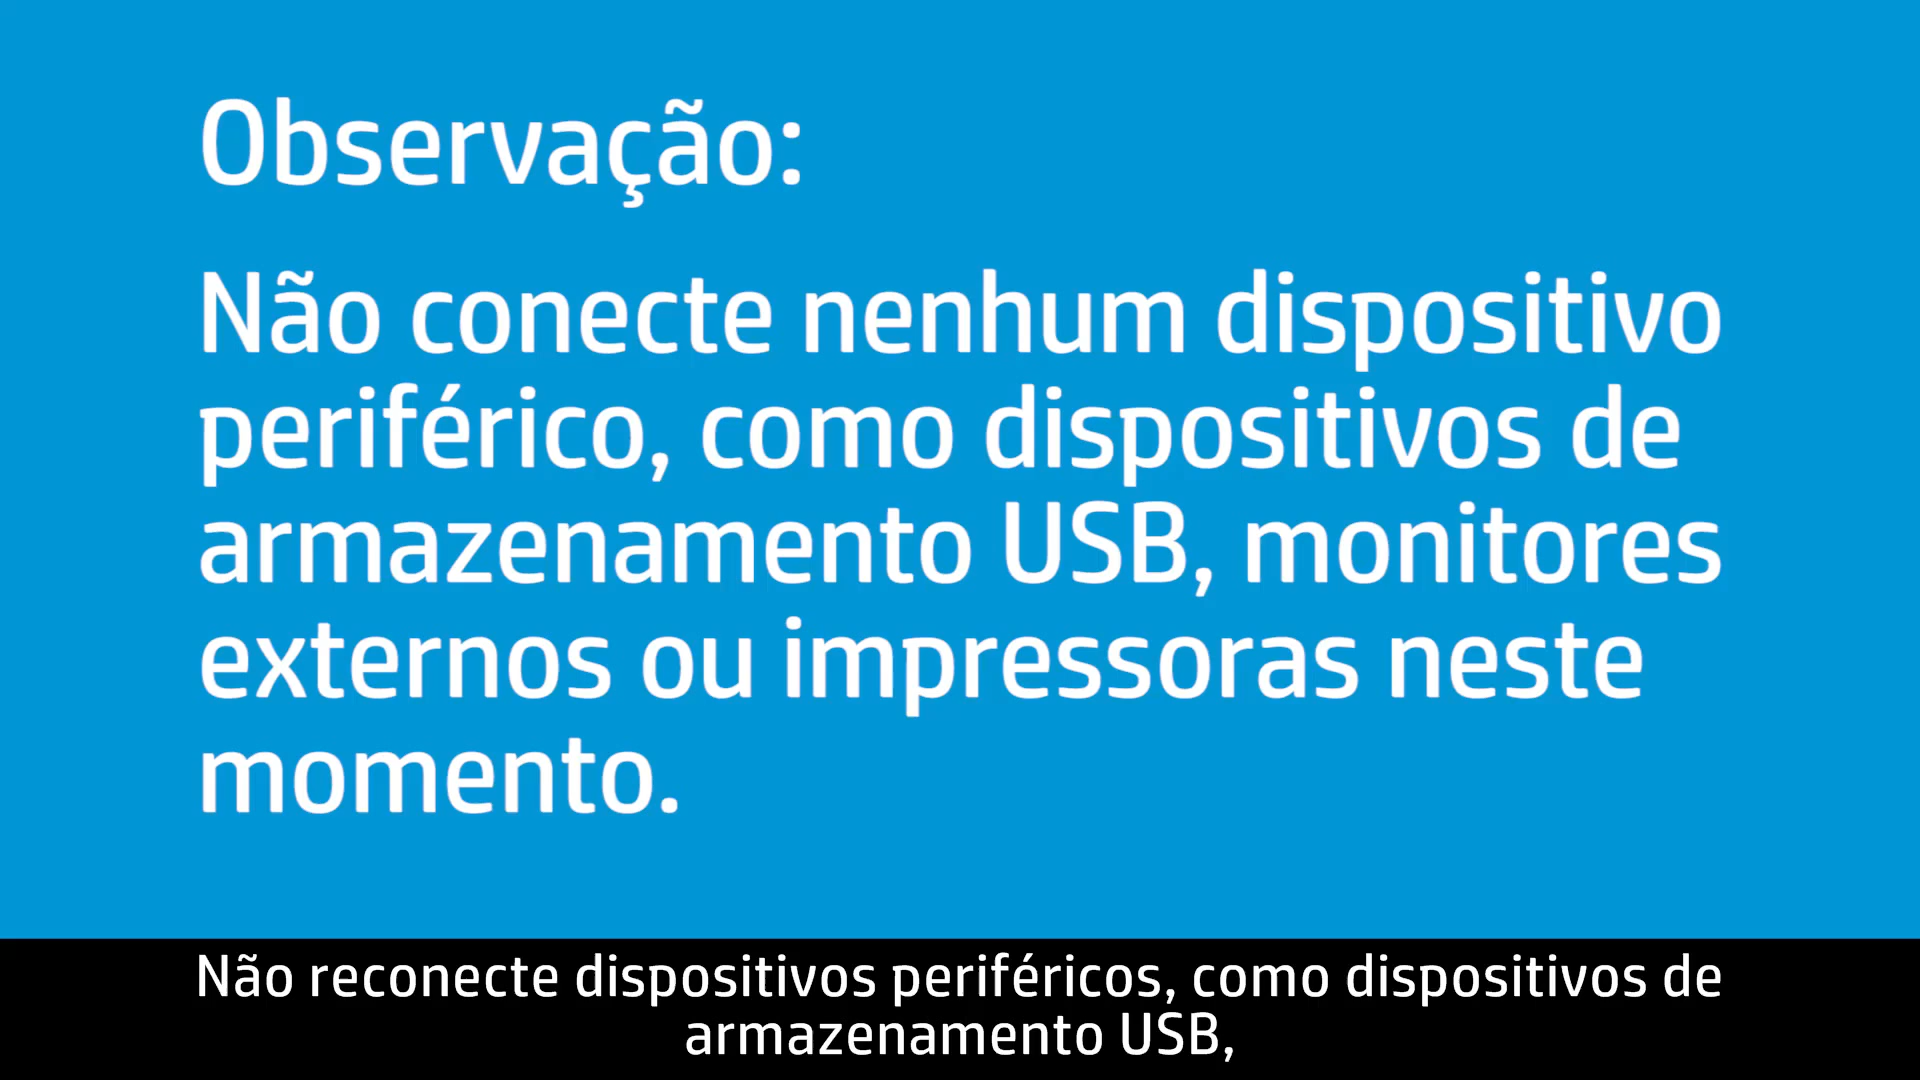 Observação:
Não conecte nenhum dispositivo
periférico, como dispositivos de
armazenamento USB, monitores
externos ou impressoras neste
momento.
Não reconecte dispositivos periféricos, como dispositivos de
armazenamento USB,